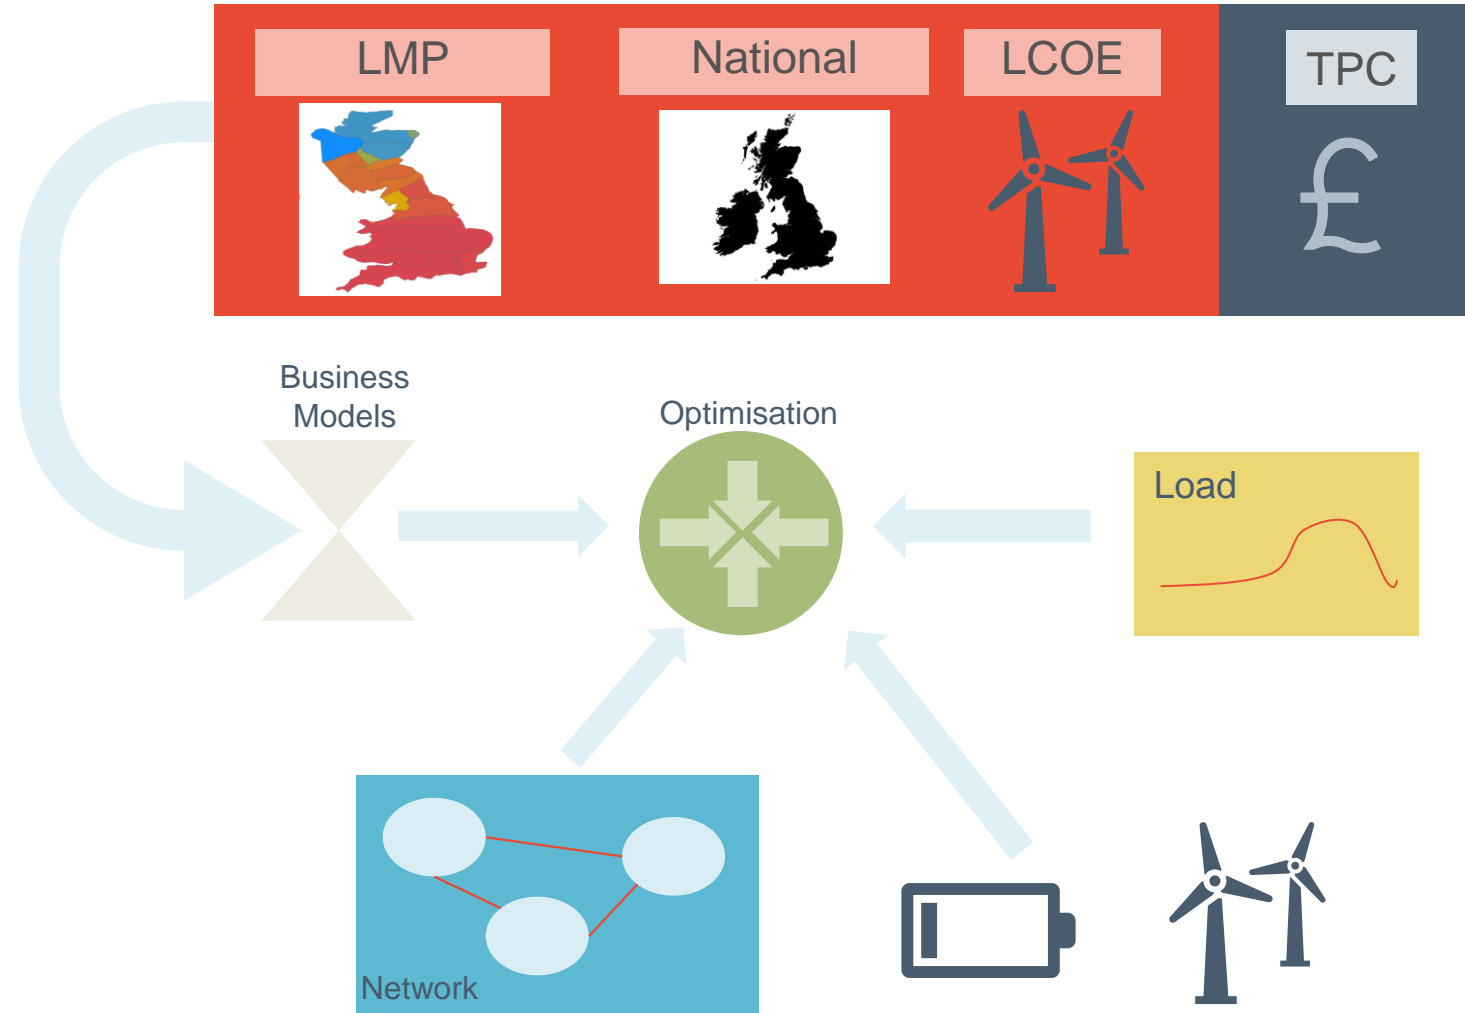 LMP
National
LCOE
TPC
£
Business
Models
Optimisation
Load
Network